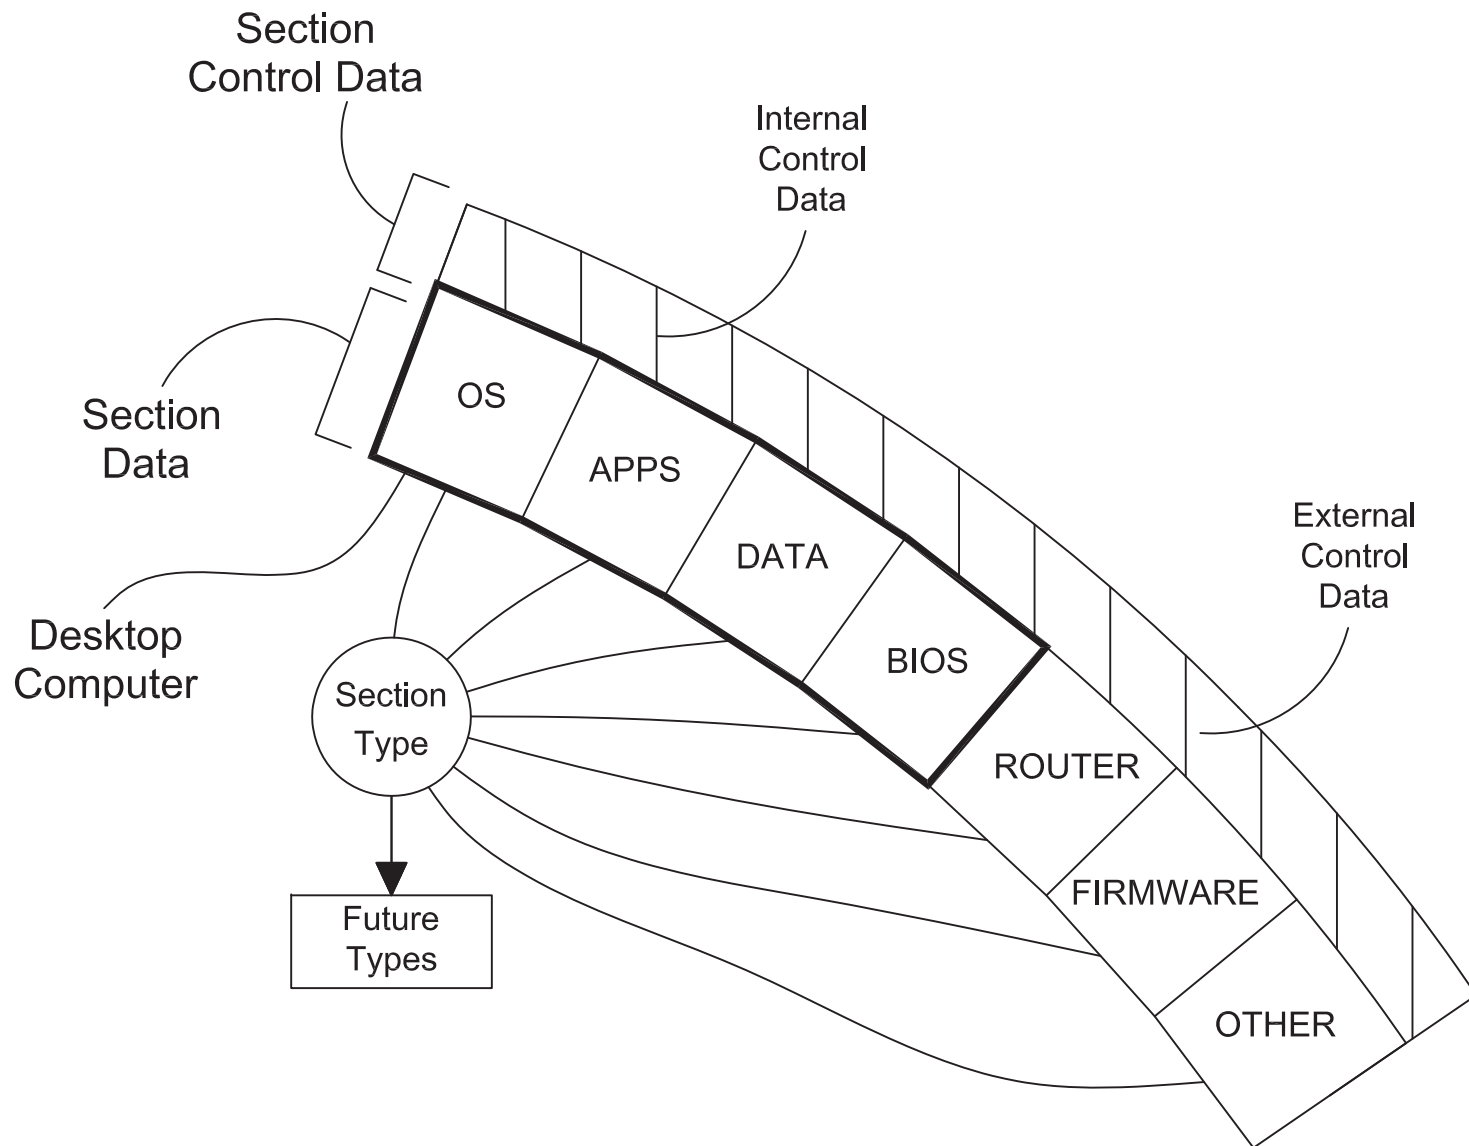 Section
Control Data
Internal
Control
Data
Section
Data
OS
APPS
DATA
BIOS
External
Control
Data
Desktop
Computer
Section
Type
ROUTER
FIRMWARE
OTHER
Future
Types